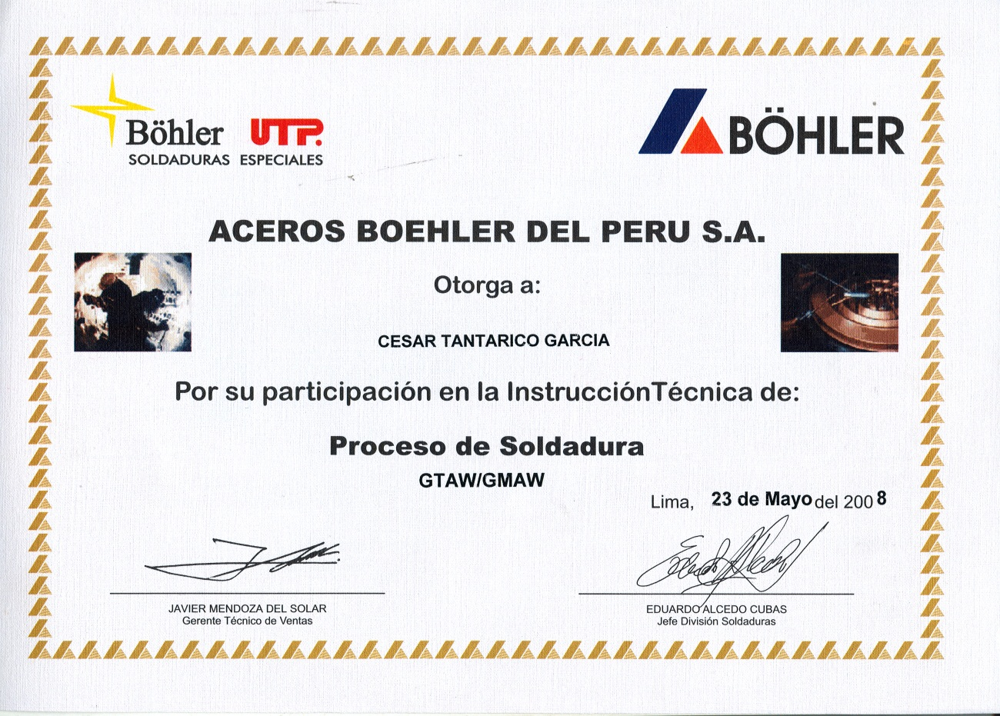 Böhler UTP.
SOLDADURAS ESPECIALES
BÖHLER
ACEROS BOEHLER DEL PERU S.A.
Otorga a:
CESAR TANTARICO GARCIA
Por su participación en la InstrucciónTécnica de:
Proceso de Soldadura
GTAW/GMAW
Lima, 23 de Mayo del 2008
Eduardo Alcedo
JAVIER MENDOZA DEL SOLAR
Gerente Técnico de Ventas
EDUARDO ALCEDO CUBAS
Jefe División Soldaduras